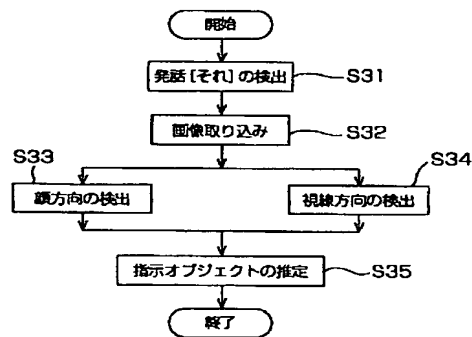 開始
発話[それ]の検出
S31
画像取り込み
S32
S33
S34
顔方向の検出
視線方向の検出
指示オブジェクトの推定
S35
終了